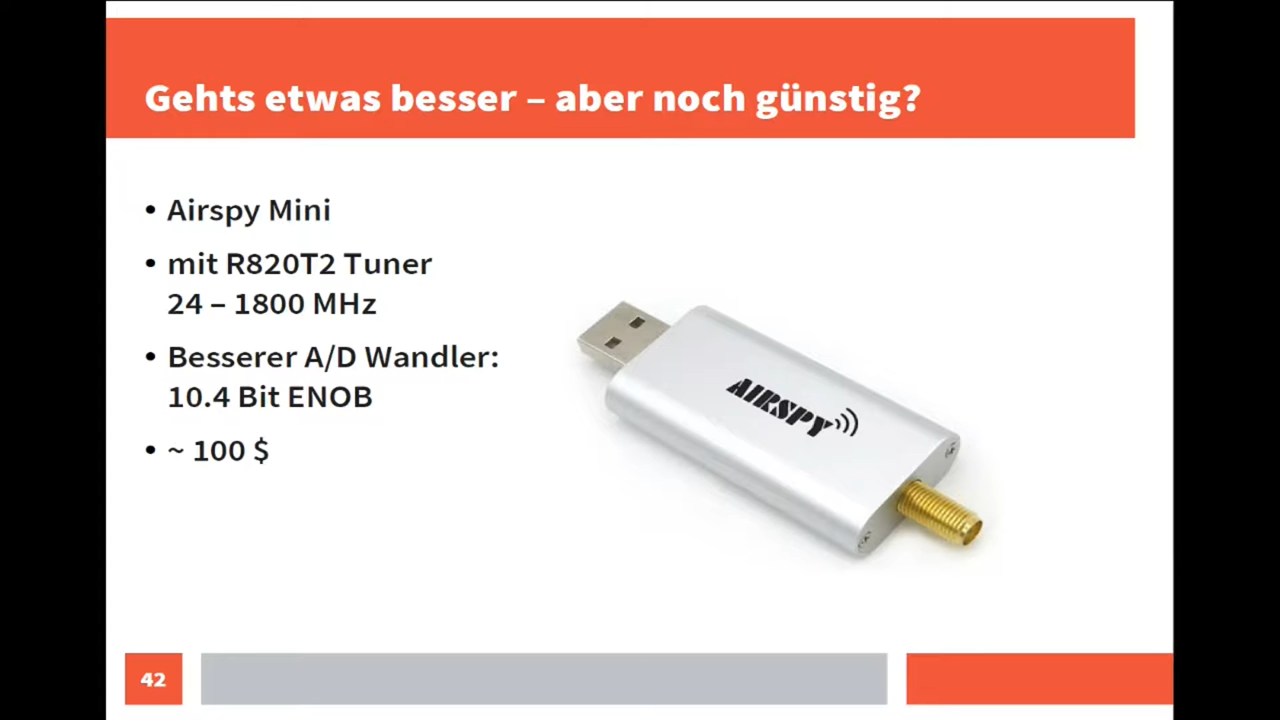 Gehts etwas besser – aber noch günstig?
• Airspy Mini
• mit R820T2 Tuner
24 – 1800 MHz
• Besserer A/D Wandler:
10.4 Bit ENOB
• ~ 100 $
AIRSPY
42